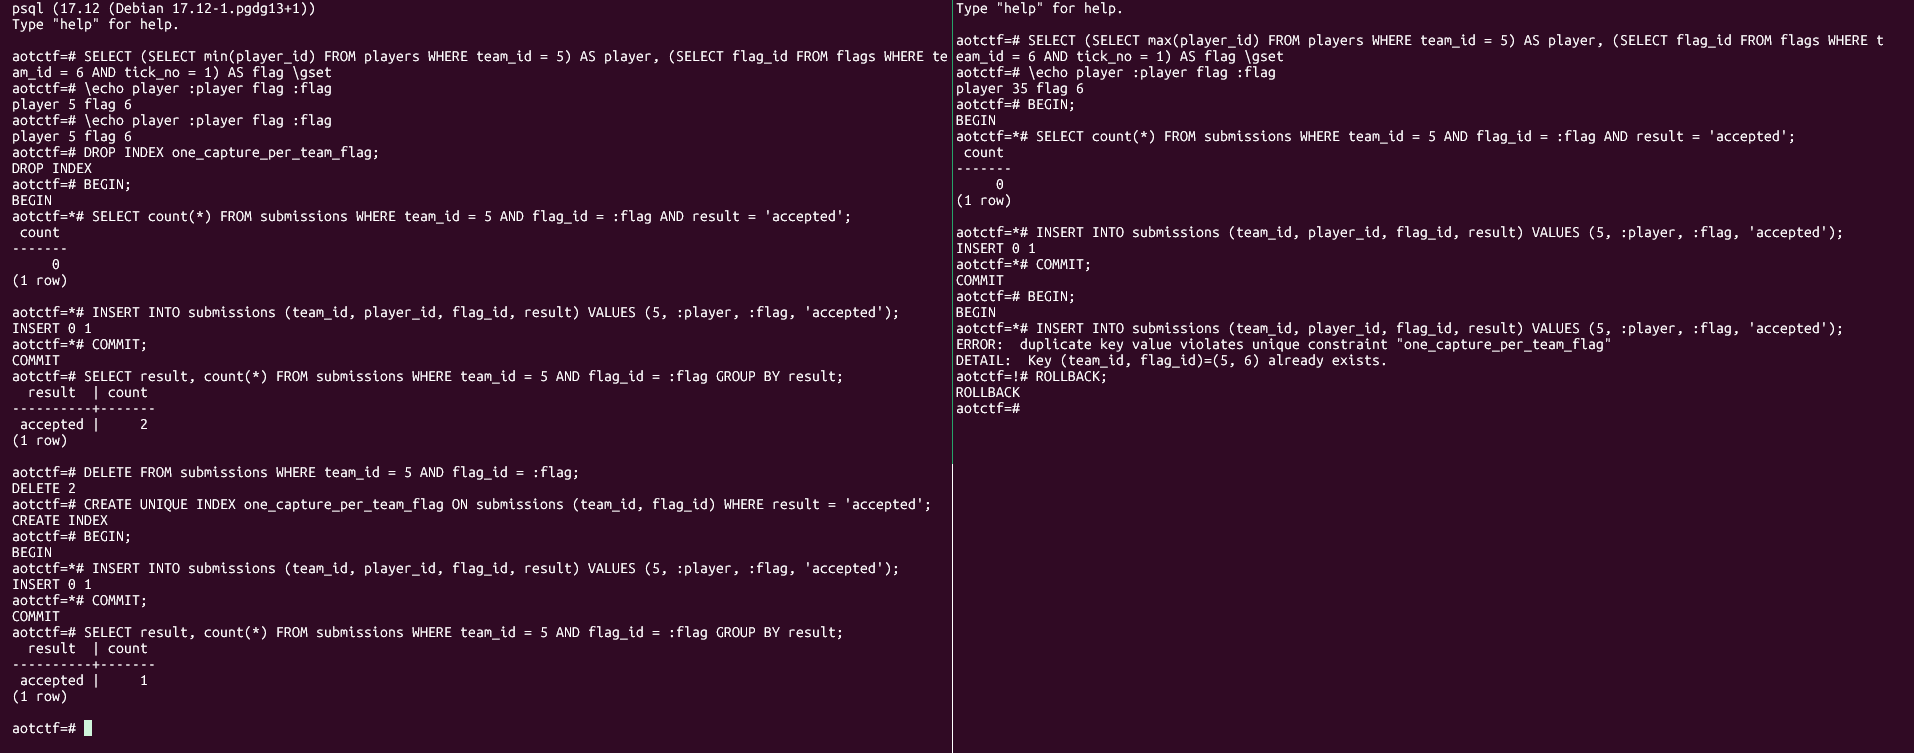 psql (17.12 (Debian 17.12-1.pgdg13+1))
Type "help" for help.

aotctf=# SELECT (SELECT min(player_id) FROM players WHERE team_id = 5) AS player, (SELECT flag_id FROM flags WHERE te
am_id = 6 AND tick_no = 1) AS flag \gset
aotctf=# \echo player :player flag :flag
player 5 flag 6
aotctf=# \echo player :player flag :flag
player 5 flag 6
aotctf=# DROP INDEX one_capture_per_team_flag;
DROP INDEX
aotctf=# BEGIN;
BEGIN
aotctf=*# SELECT count(*) FROM submissions WHERE team_id = 5 AND flag_id = :flag AND result = 'accepted';
 count
-------
     0
(1 row)

aotctf=*# INSERT INTO submissions (team_id, player_id, flag_id, result) VALUES (5, :player, :flag, 'accepted');
INSERT 0 1
aotctf=*# COMMIT;
COMMIT
aotctf=# SELECT result, count(*) FROM submissions WHERE team_id = 5 AND flag_id = :flag GROUP BY result;
  result  | count
----------+-------
 accepted |     2
(1 row)

aotctf=# DELETE FROM submissions WHERE team_id = 5 AND flag_id = :flag;
DELETE 2
aotctf=# CREATE UNIQUE INDEX one_capture_per_team_flag ON submissions (team_id, flag_id) WHERE result = 'accepted';
CREATE INDEX
aotctf=# BEGIN;
BEGIN
aotctf=*# INSERT INTO submissions (team_id, player_id, flag_id, result) VALUES (5, :player, :flag, 'accepted');
INSERT 0 1
aotctf=*# COMMIT;
COMMIT
aotctf=# SELECT result, count(*) FROM submissions WHERE team_id = 5 AND flag_id = :flag GROUP BY result;
  result  | count
----------+-------
 accepted |     1
(1 row)

aotctf=#
Type "help" for help.

aotctf=# SELECT (SELECT max(player_id) FROM players WHERE team_id = 5) AS player, (SELECT flag_id FROM flags WHERE t
eam_id = 6 AND tick_no = 1) AS flag \gset
aotctf=# \echo player :player flag :flag
player 35 flag 6
aotctf=# BEGIN;
BEGIN
aotctf=*# SELECT count(*) FROM submissions WHERE team_id = 5 AND flag_id = :flag AND result = 'accepted';
 count
-------
     0
(1 row)

aotctf=*# INSERT INTO submissions (team_id, player_id, flag_id, result) VALUES (5, :player, :flag, 'accepted');
INSERT 0 1
aotctf=*# COMMIT;
COMMIT
aotctf=# BEGIN;
BEGIN
aotctf=*# INSERT INTO submissions (team_id, player_id, flag_id, result) VALUES (5, :player, :flag, 'accepted');
ERROR:  duplicate key value violates unique constraint "one_capture_per_team_flag"
DETAIL:  Key (team_id, flag_id)=(5, 6) already exists.
aotctf=!# ROLLBACK;
ROLLBACK
aotctf=#